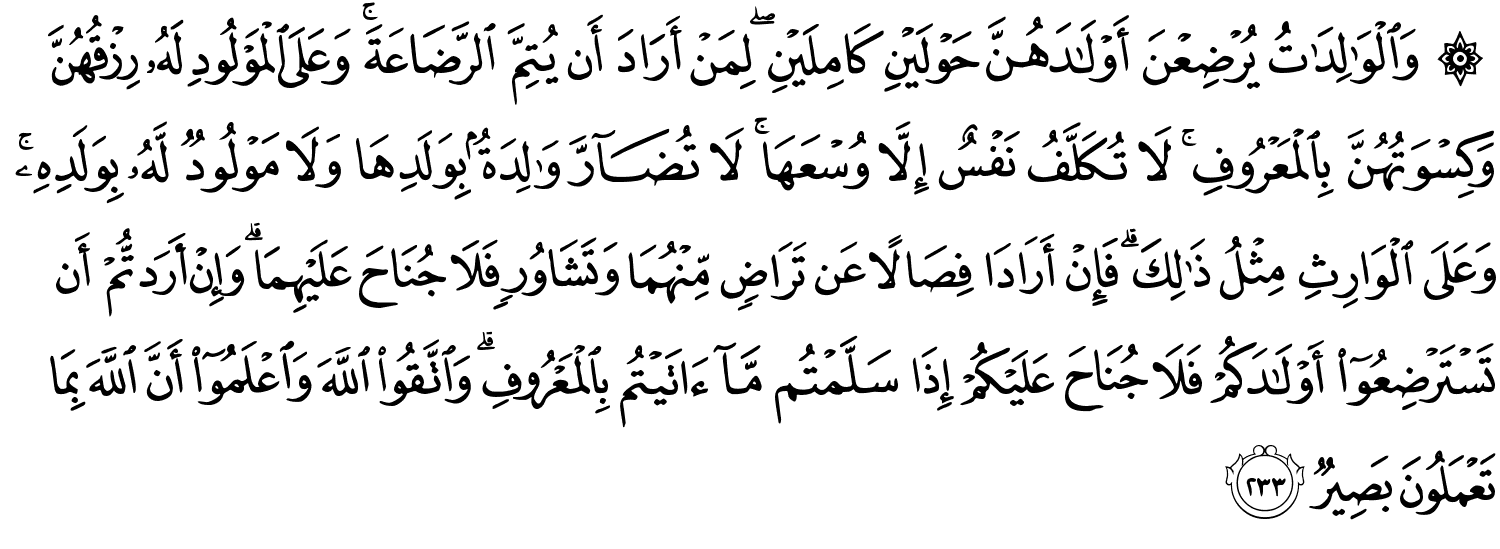 ۞ وَٱلْوَٰلِدَٰتُ يُرْضِعْنَ أَوْلَـٰدَهُنَّ حَوْلَيْنِ كَامِلَيْنِ ۖ لِمَنْ أَرَادَ أَن يُتِمَّ ٱلرَّضَاعَةَ ۚ وَعَلَى ٱلْمَوْلُودِ لَهُۥ رِزْقُهُنَّ
وَكِسْوَتُهُنَّ بِٱلْمَعْرُوفِ ۚ لَا تُكَلَّفُ نَفْسٌ إِلَّا وُسْعَهَا ۚ لَا تُضَآرَّ وَٰلِدَةٌۢ بِوَلَدِهَا وَلَا مَوْلُودٌ لَّهُۥ بِوَلَدِهِۦ ۚ
وَعَلَى ٱلْوَارِثِ مِثْلُ ذَٰلِكَ ۗ فَإِنْ أَرَادَا فِصَالًا عَن تَرَاضٍ مِّنْهُمَا وَتَشَاوُرٍ فَلَا جُنَاحَ عَلَيْهِمَا ۗ وَإِنْ أَرَدتُّمْ أَن
تَسْتَرْضِعُوٓا۟ أَوْلَـٰدَكُمْ فَلَا جُنَاحَ عَلَيْكُمْ إِذَا سَلَّمْتُم مَّآ ءَاتَيْتُم بِٱلْمَعْرُوفِ ۗ وَٱتَّقُوا۟ ٱللَّهَ وَٱعْلَمُوٓا۟ أَنَّ ٱللَّهَ بِمَا
تَعْمَلُونَ بَصِيرٌ ٢٣٣